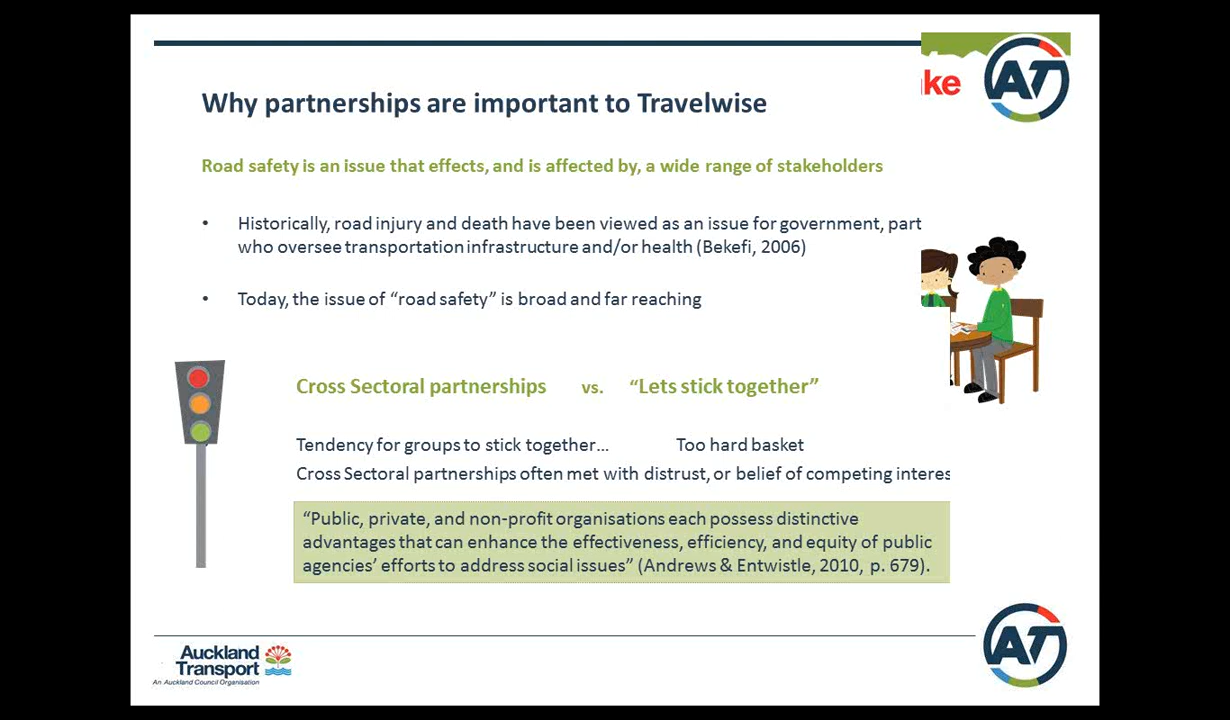 ke
AT
Why partnerships are important to Travelwise
Road safety is an issue that effects, and is affected by, a wide range of stakeholders
• Historically, road injury and death have been viewed as an issue for government, part
who oversee transportation infrastructure and/or health (Bekefi, 2006)
• Today, the issue of “road safety” is broad and far reaching
Cross Sectoral partnerships vs. “Lets stick together”
Tendency for groups to stick together... Too hard basket
Cross Sectoral partnerships often met with distrust, or belief of competing interes
“Public, private, and non-profit organisations each possess distinctive
advantages that can enhance the effectiveness, efficiency, and equity of public
agencies’ efforts to address social issues” (Andrews & Entwistle, 2010, p. 679).
Auckland
Transport
An Auckland Council Organisation
AT